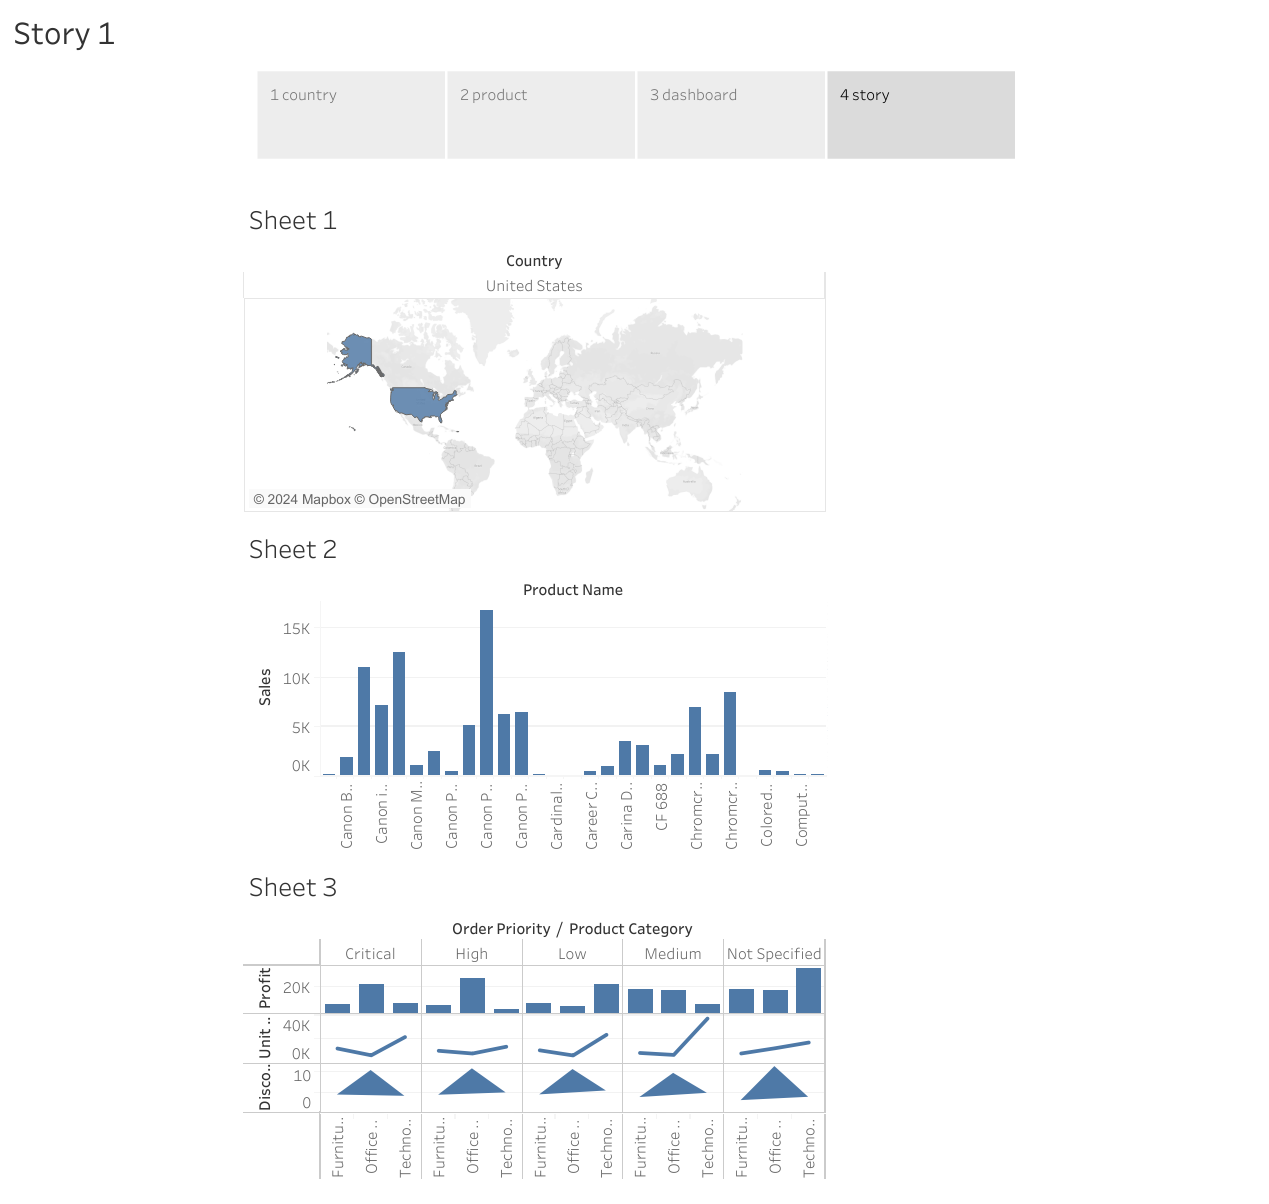 Story 1
1 country 2 product 3 dashboard 4 story
Sheet 1
Country
United States
© 2024 Mapbox © OpenStreetMap
Sheet 2
Product Name
Sales
15K
10K
5K
0K
Canon B.. Canon i.. Canon M.. Canon P.. Canon P.. Canon P.. Cardinal.. Career C.. Carina D.. CF 688 Chromcr.. Chromcr.. Colored.. Comput..
Sheet 3
Order Priority / Product Category
Critical High Low Medium Not Specified
Profit
20K
Unit ..
40K
0K
Disco..
10
0
Furnitu.. Office .. Techno.. Furnitu.. Office .. Techno.. Furnitu.. Office .. Techno.. Furnitu.. Office .. Techno.. Furnitu.. Office .. Techno..